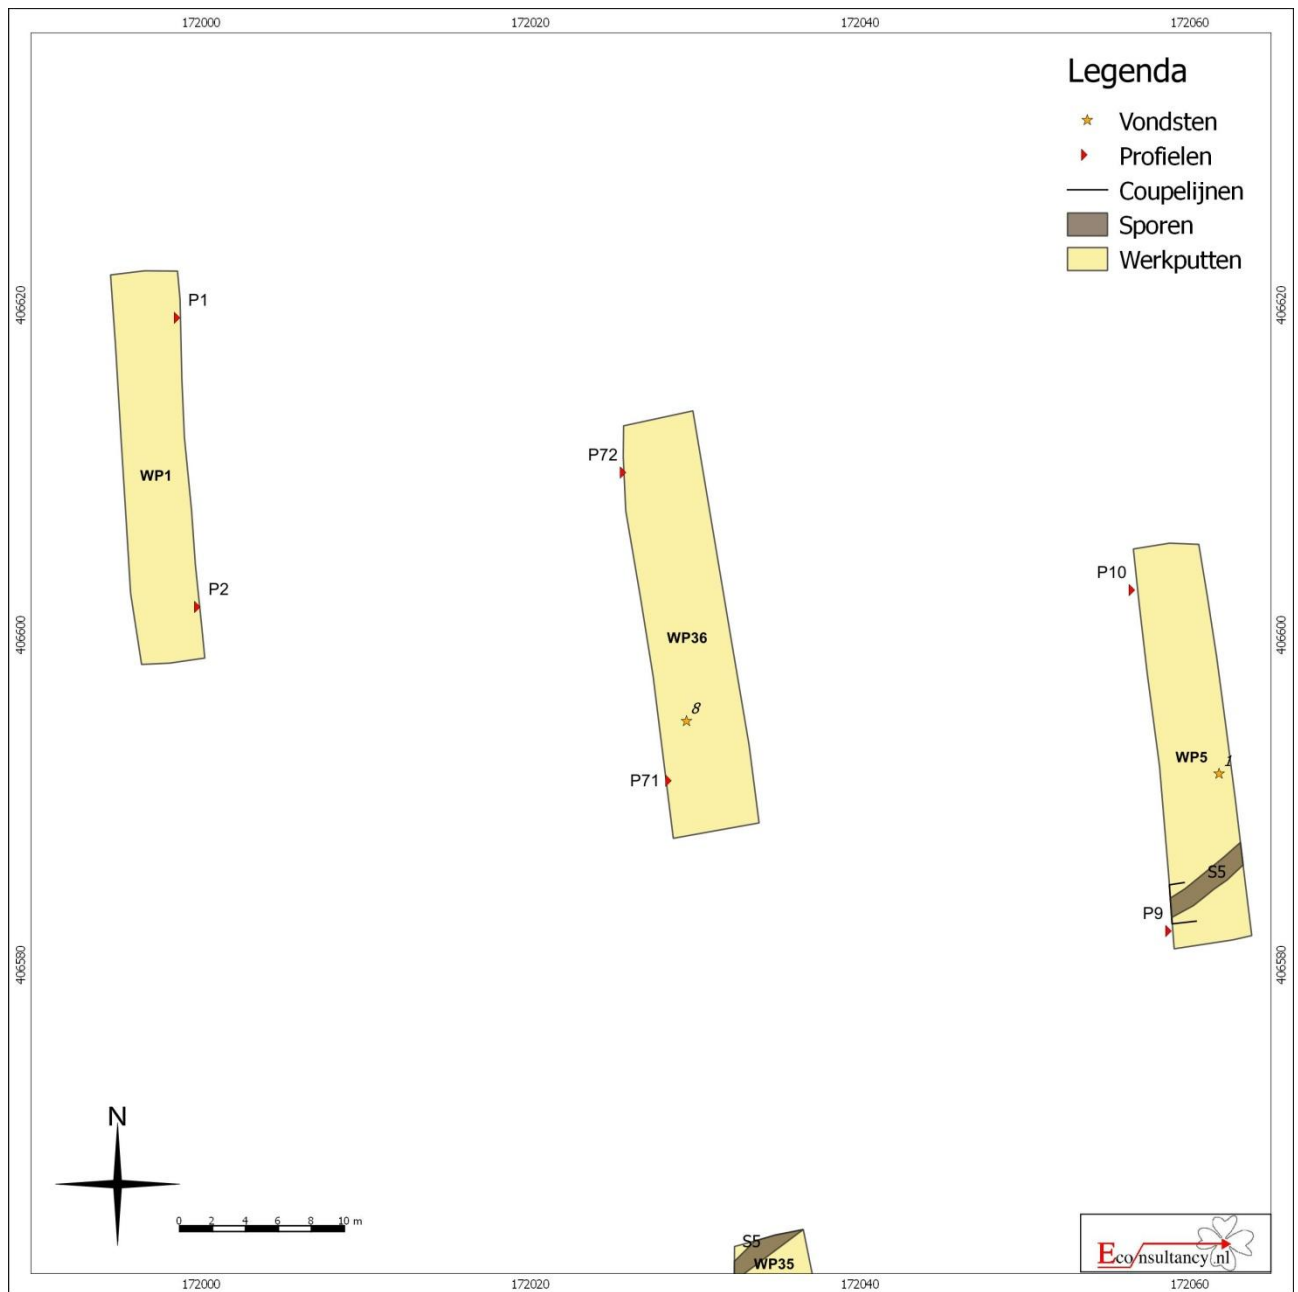 172000 172020 172040 172060
Legenda
Vondsten
Profielen
Coupelijnen
Sporen
Werkputten
406620
406620
P1
P72
WP1
P10
P2
406600
406600
WP36
8
WP5
1
P71
S5
P9
406580
406580
N
0 2 4 6 8 10 m
S5
WP35
Econsultancy.nl
172000 172020 172040 172060